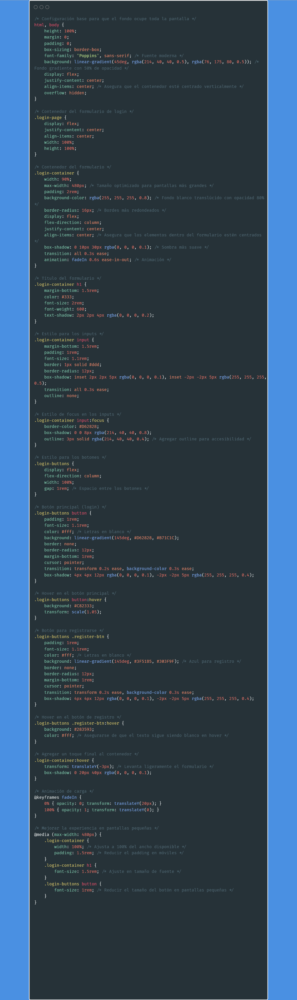 /* Configuración base para que el fondo ocupe toda la pantalla */
html, body {
    height: 100%;
    margin: 0;
    padding: 0;
    box-sizing: border-box;
    font-family: 'Poppins', sans-serif; /* Fuente moderna */
    background: linear-gradient(45deg, rgba(214, 40, 40, 0.5), rgba(76, 175, 80, 0.5)); /*
Fondo gradiente con 50% de opacidad */
    display: flex;
    justify-content: center;
    align-items: center; /* Asegura que el contenedor esté centrado verticalmente */
    overflow: hidden;
}

/* Contenedor del formulario de login */
.login-page {
    display: flex;
    justify-content: center;
    align-items: center;
    width: 100%;
    height: 100%;
}

/* Contenedor del formulario */
.login-container {
    width: 90%;
    max-width: 480px; /* Tamaño optimizado para pantallas más grandes */
    padding: 2rem;
    background-color: rgba(255, 255, 255, 0.8); /* Fondo blanco translúcido con opacidad 80%
*/
    border-radius: 16px; /* Bordes más redondeados */
    display: flex;
    flex-direction: column;
    justify-content: center;
    align-items: center; /* Asegura que los elementos dentro del formulario estén centrados
*/
    box-shadow: 0 10px 30px rgba(0, 0, 0, 0.1); /* Sombra más suave */
    transition: all 0.3s ease;
    animation: fadeIn 0.6s ease-in-out; /* Animación */
}

/* Título del formulario */
.login-container h1 {
    margin-bottom: 1.5rem;
    color: #333;
    font-size: 2rem;
    font-weight: 600;
    text-shadow: 2px 2px 4px rgba(0, 0, 0, 0.2);
}

/* Estilo para los inputs */
.login-container input {
    margin-bottom: 1.5rem;
    padding: 1rem;
    font-size: 1.1rem;
    border: 1px solid #ddd;
    border-radius: 12px;
    box-shadow: inset 2px 2px 5px rgba(0, 0, 0, 0.1), inset -2px -2px 5px rgba(255, 255, 255,
0.5);
    transition: all 0.3s ease;
    outline: none;
}

/* Estilo de focus en los inputs */
.login-container input:focus {
    border-color: #D62828;
    box-shadow: 0 0 8px rgba(214, 40, 40, 0.8);
    outline: 3px solid rgba(214, 40, 40, 0.4); /* Agregar outline para accesibilidad */
}

/* Estilo para los botones */
.login-buttons {
    display: flex;
    flex-direction: column;
    width: 100%;
    gap: 1rem; /* Espacio entre los botones */
}

/* Botón principal (login) */
.login-buttons button {
    padding: 1rem;
    font-size: 1.1rem;
    color: #fff; /* Letras en blanco */
    background: linear-gradient(145deg, #D62828, #B71C1C);
    border: none;
    border-radius: 12px;
    margin-bottom: 1rem;
    cursor: pointer;
    transition: transform 0.2s ease, background-color 0.3s ease;
    box-shadow: 4px 4px 12px rgba(0, 0, 0, 0.1), -2px -2px 5px rgba(255, 255, 255, 0.4);
}

/* Hover en el botón principal */
.login-buttons button:hover {
    background: #C82333;
    transform: scale(1.05);
}

/* Botón para registrarse */
.login-buttons .register-btn {
    padding: 1rem;
    font-size: 1.1rem;
    color: #fff; /* Letras en blanco */
    background: linear-gradient(145deg, #3F51B5, #303F9F); /* Azul para registro */
    border: none;
    border-radius: 12px;
    margin-bottom: 1rem;
    cursor: pointer;
    transition: transform 0.2s ease, background-color 0.3s ease;
    box-shadow: 4px 4px 12px rgba(0, 0, 0, 0.1), -2px -2px 5px rgba(255, 255, 255, 0.4);
}

/* Hover en el botón de registro */
.login-buttons .register-btn:hover {
    background: #283593;
    color: #fff; /* Asegurarse de que el texto sigue siendo blanco en hover */
}

/* Agregar un toque final al contenedor */
.login-container:hover {
    transform: translateY(-3px); /* Levanta ligeramente el formulario */
    box-shadow: 0 20px 40px rgba(0, 0, 0, 0.1);
}

/* Animación de carga */
@keyframes fadeIn {
    0% { opacity: 0; transform: translateY(20px); }
    100% { opacity: 1; transform: translateY(0); }
}

/* Mejorar la experiencia en pantallas pequeñas */
@media (max-width: 480px) {
    .login-container {
        width: 100%; /* Ajusta a 100% del ancho disponible */
        padding: 1.5rem; /* Reducir el padding en móviles */
    }
    .login-container h1 {
        font-size: 1.5rem; /* Ajuste en tamaño de fuente */
    }
    .login-buttons button {
        font-size: 1rem; /* Reducir el tamaño del botón en pantallas pequeñas */
    }
}